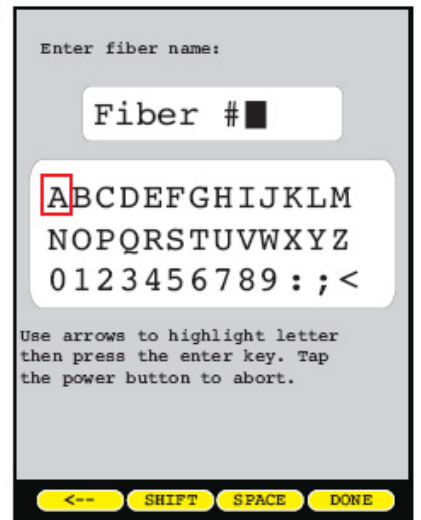 Enter fiber name:
Fiber #
ABCDEFGHIJKLM
NOPQRSTUVWXYZ
0123456789:;<
Use arrows to highlight letter
then press the enter key. Tap
the power button to abort.
<-- SHIFT SPACE DONE